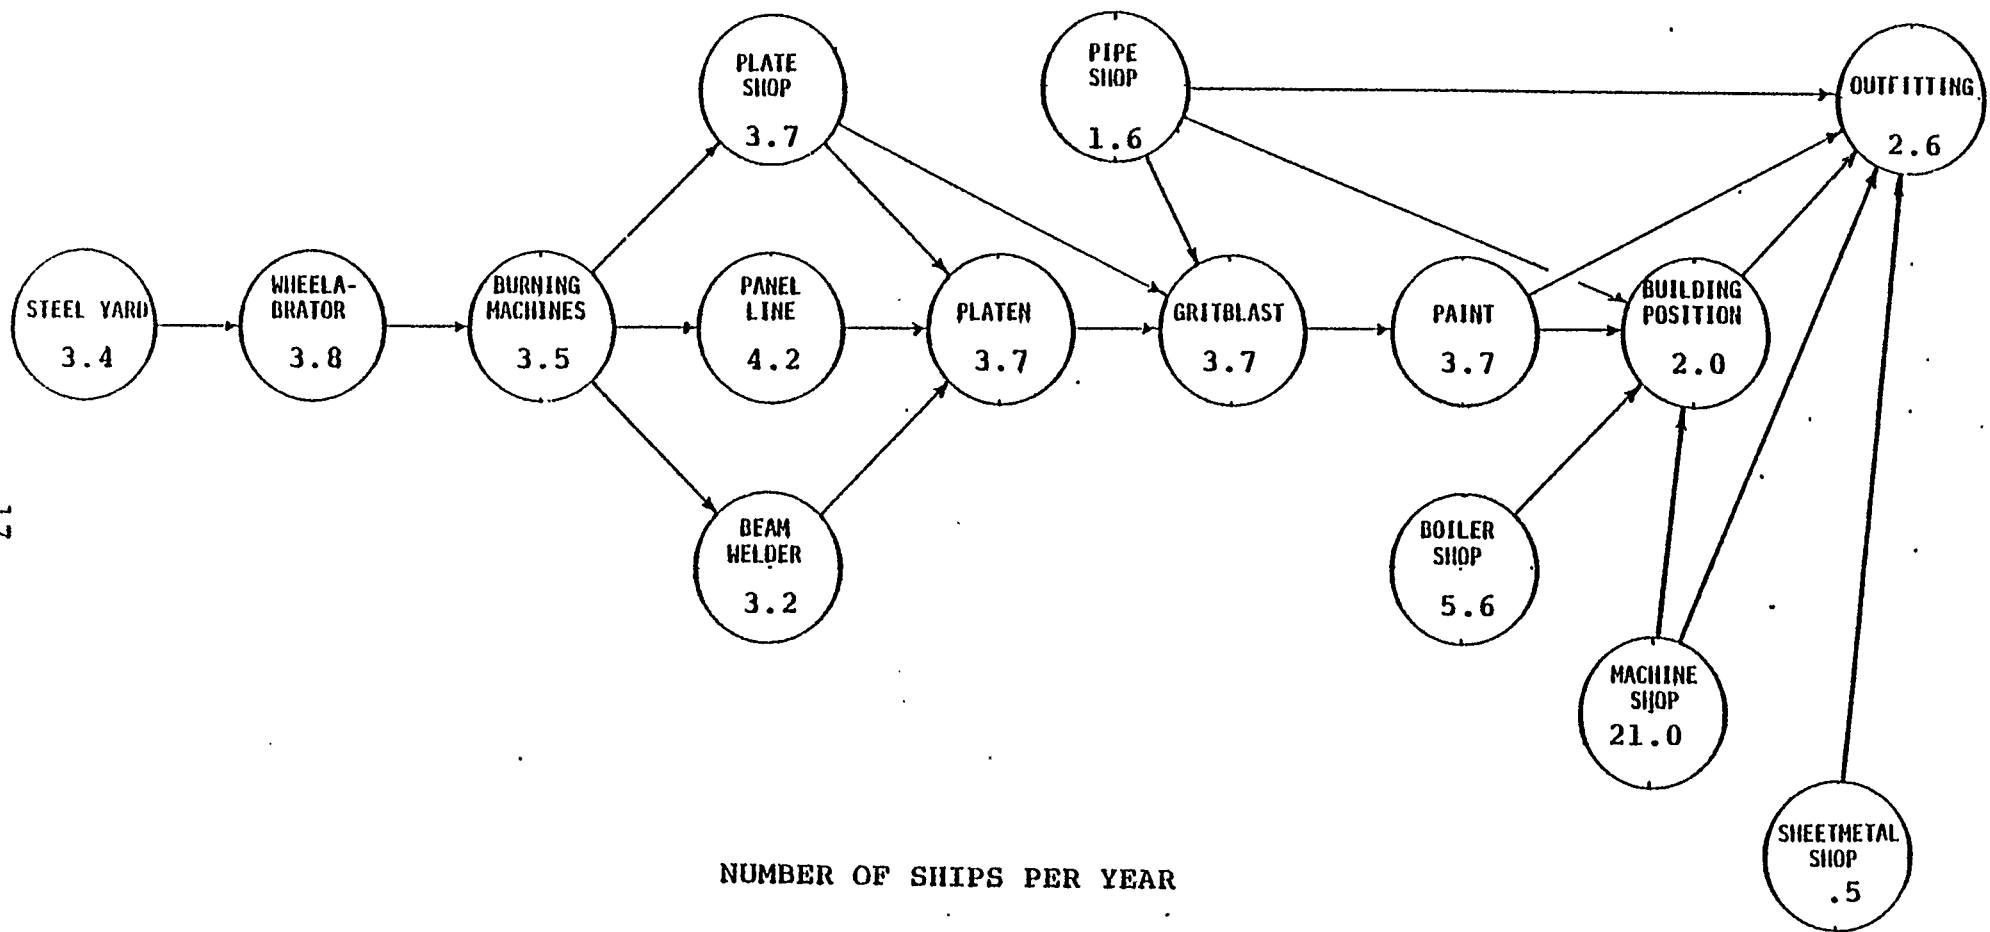 PLATE
SHOP
3.7
PIPE
SHOP
1.6
OUTFITTING
2.6
STEEL YARD
3.4
WHEELA-
BRATOR
3.8
BURNING
MACHINES
3.5
PANEL
LINE
4.2
PLATEN
3.7
GRITBLAST
3.7
PAINT
3.7
BUILDING
POSITION
2.0
BEAM
WELDER
3.2
BOILER
SHOP
5.6
MACHINE
SHOP
21.0
SHEETMETAL
SHOP
.5
NUMBER OF SHIPS PER YEAR